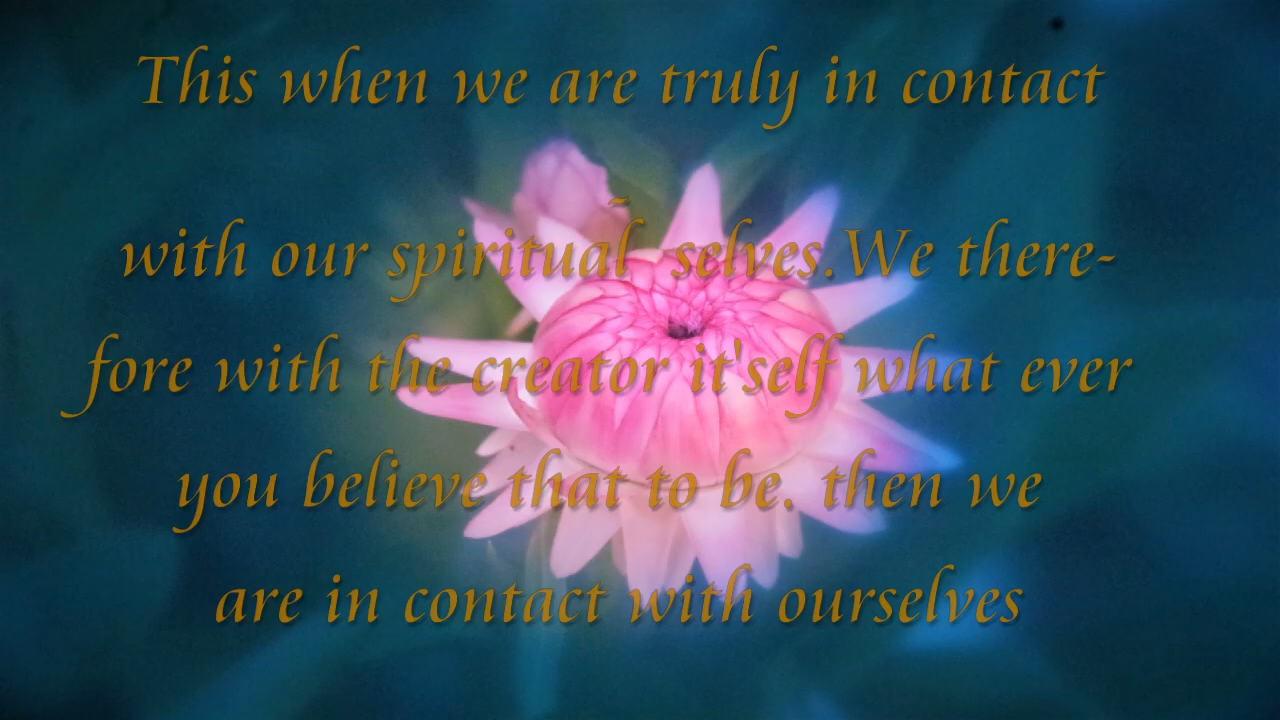 This when we are truly in contact
with our spiritual¯ selves.We there-
fore with the creator it'self what ever
you believe that to be. then we
are in contact with ourselves